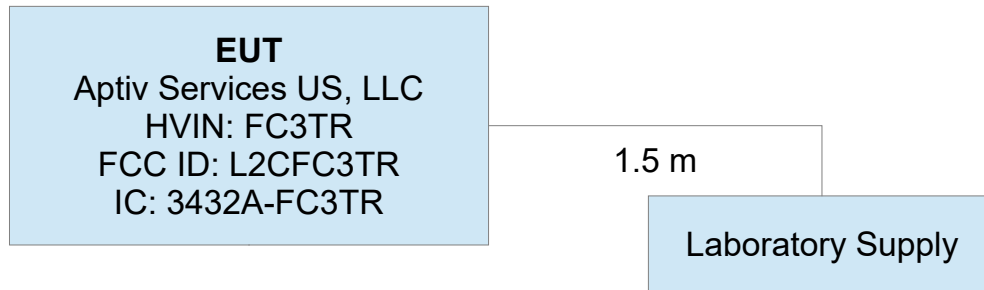 EUT
Aptiv Services US, LLC
HVIN: FC3TR
FCC ID: L2CFC3TR
IC: 3432A-FC3TR
1.5 m
Laboratory Supply